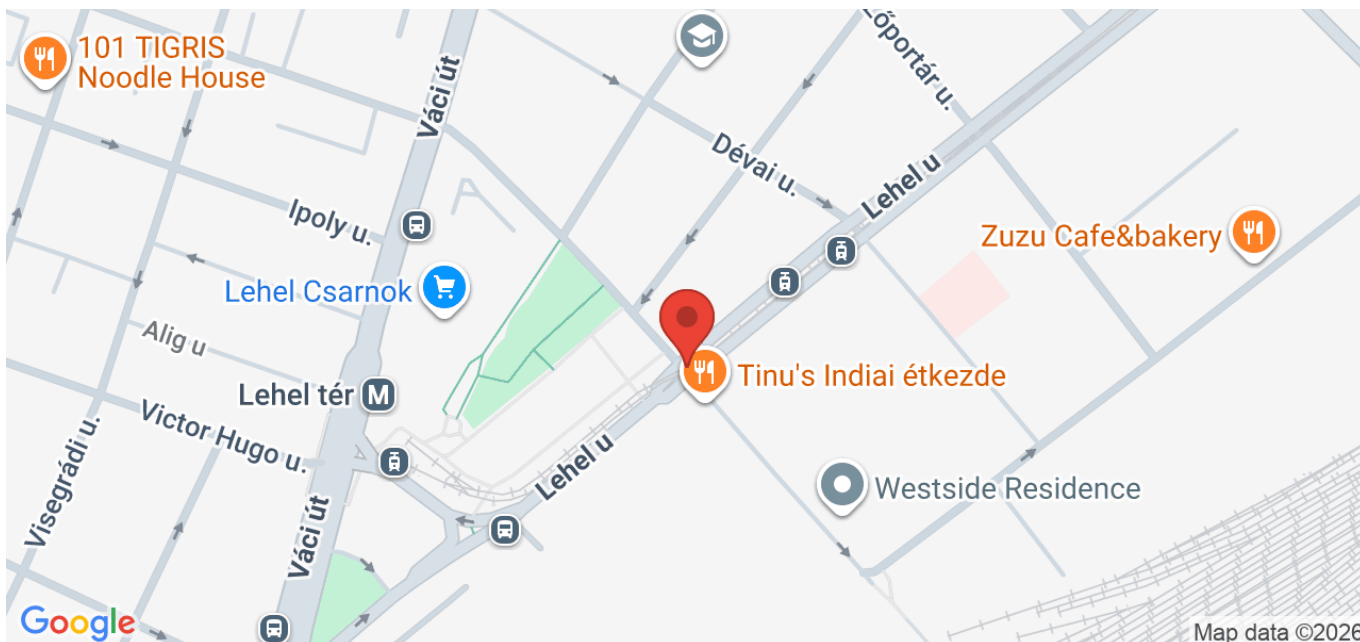 101 TIGRIS
Noodle House
Váci út
Lőportár u.
Dévai u.
Lehel u
Ipoly u.
Zuzu Cafe&bakery
Lehel Csarnok
Alig u
Tinu's Indiai étkezde
Lehel tér
M
Victor Hugo u.
Visegrádi u.
Lehel u
Westside Residence
Váci út
Google
Map data ©2026